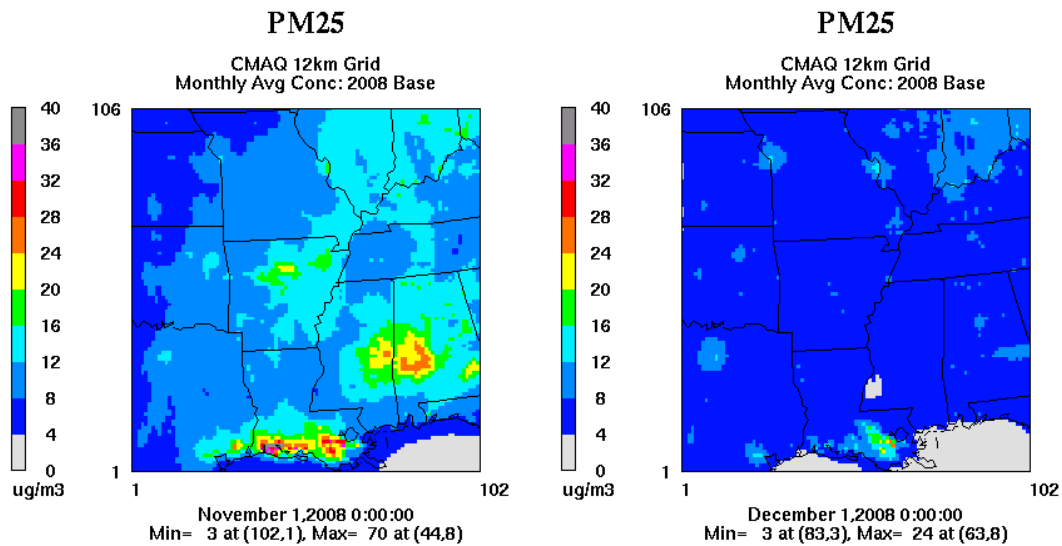 PM25
CMAQ 12km Grid
Monthly Avg Conc: 2008 Base
40
36
32
28
24
20
16
12
8
4
0
ug/m3
106
1
1
102
November 1,2008 0:00:00
Min= 3 at (102,1), Max= 70 at (44,8)
PM25
CMAQ 12km Grid
Monthly Avg Conc: 2008 Base
40
36
32
28
24
20
16
12
8
4
0
ug/m3
106
1
1
102
December 1,2008 0:00:00
Min= 3 at (83,3), Max= 24 at (63,8)